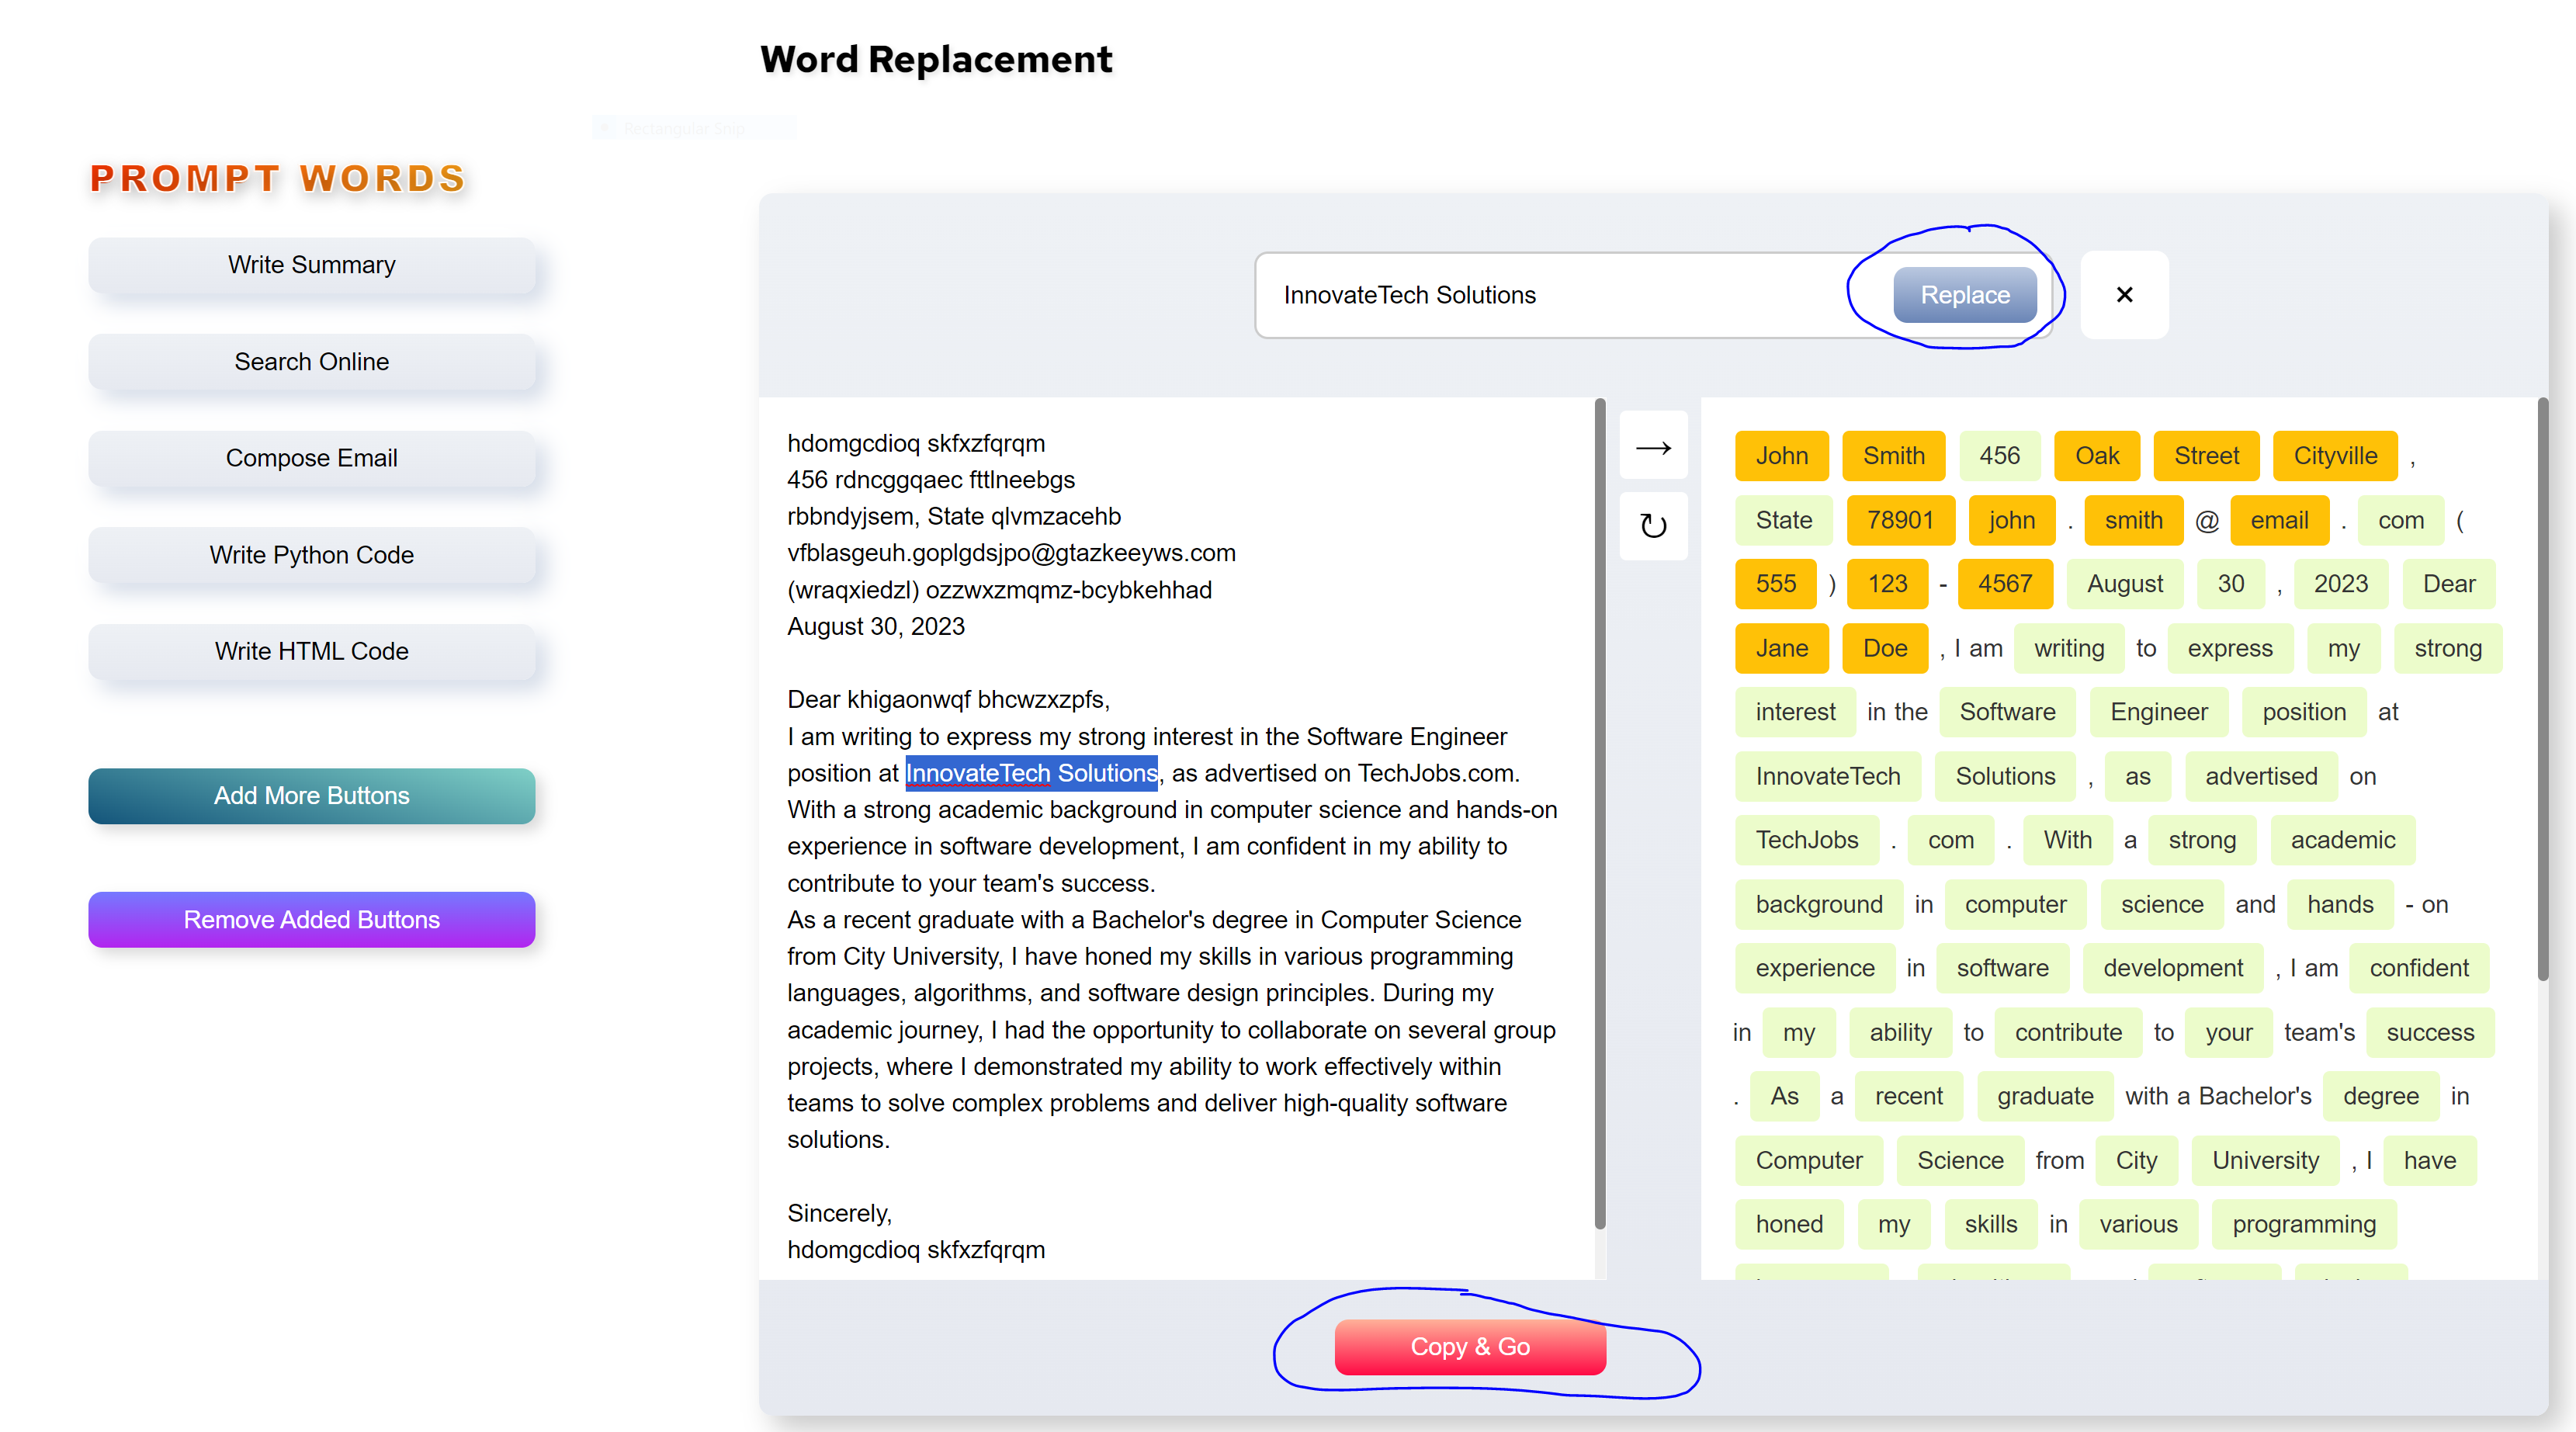 Word Replacement
Rectangular Snip
PROMPT WORDS
Write Summary
Search Online
Compose Email
Write Python Code
Write HTML Code
Add More Buttons
Remove Added Buttons
InnovateTech Solutions
Replace
×
hdomgcdioq skfxzfqrqm
456 rdncggqaec fttlneebgs
rbbndyjsem, State qlvmzacehb
vfblasgeuh.goplgdsjpo@gtazkeeyws.com
(wraqxiedzl) ozzwxzmqmz-bcybkehhad
August 30, 2023
Dear khigaonwqf bhcwzxzpfs,
I am writing to express my strong interest in the Software Engineer
position at InnovateTech Solutions, as advertised on TechJobs.com.
With a strong academic background in computer science and hands-on
experience in software development, I am confident in my ability to
contribute to your team's success.
As a recent graduate with a Bachelor's degree in Computer Science
from City University, I have honed my skills in various programming
languages, algorithms, and software design principles. During my
academic journey, I had the opportunity to collaborate on several group
projects, where I demonstrated my ability to work effectively within
teams to solve complex problems and deliver high-quality software
solutions.
Sincerely,
hdomgcdioq skfxzfqrqm
→
↻
John Smith 456 Oak Street Cityville ,
State 78901 john . smith @ email . com (
555 ) 123 - 4567 August 30 , 2023 Dear
Jane Doe , I am writing to express my strong
interest in the Software Engineer position at
InnovateTech Solutions , as advertised on
TechJobs . com . With a strong academic
background in computer science and hands - on
experience in software development , I am confident
in my ability to contribute to your team's success
. As a recent graduate with a Bachelor's degree in
Computer Science from City University , I have
honed my skills in various programming
Copy & Go